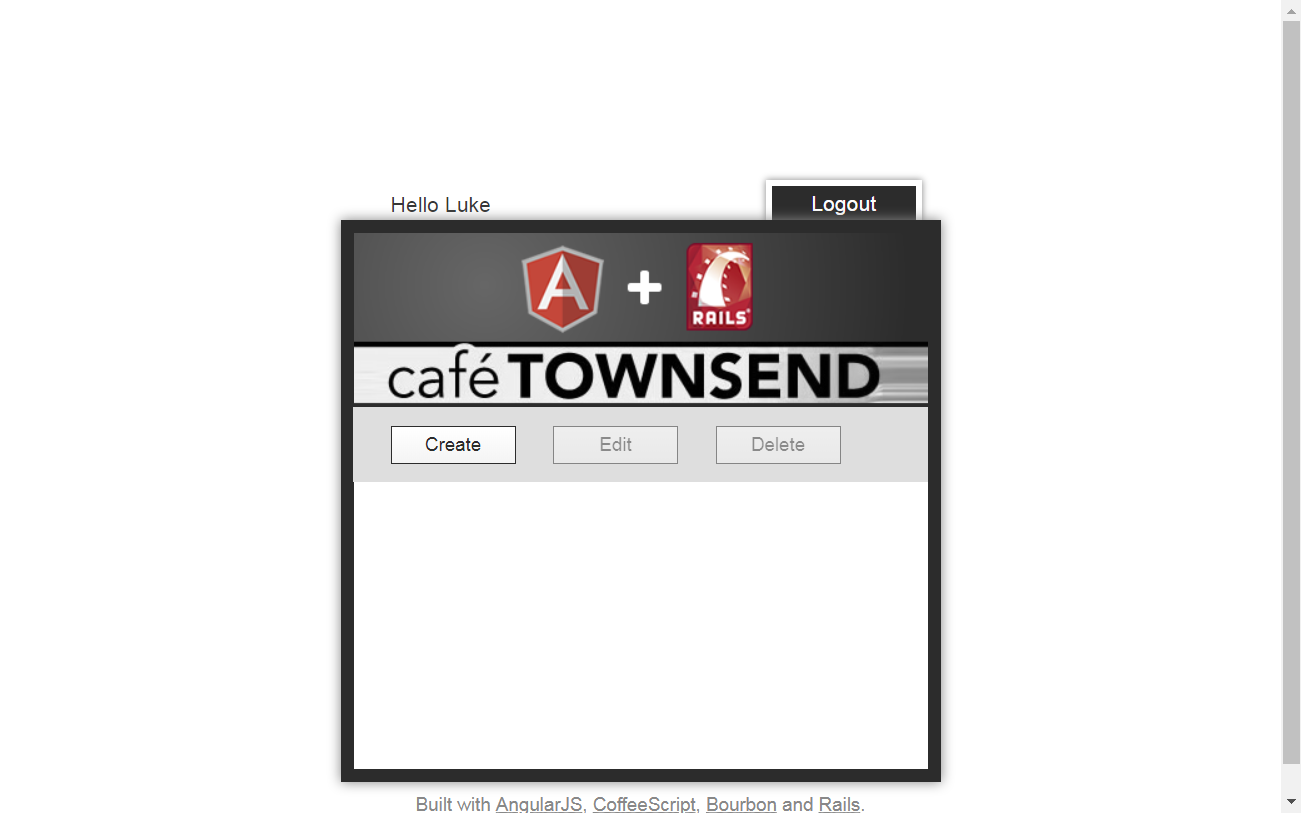 Hello Luke
Logout
A
RAILS
café TOWNSEND
Create
Edit
Delete
Built with AngularJS, CoffeeScript, Bourbon and Rails.